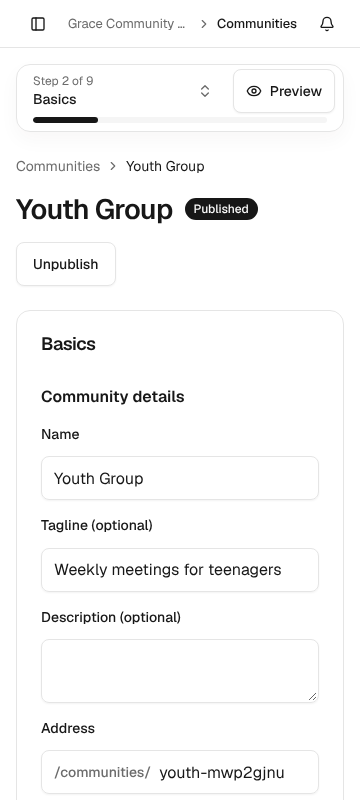 Grace Community ... > Communities
Step 2 of 9
Basics
Preview
Communities > Youth Group
Youth Group
Published
Unpublish
Basics
Community details
Name
Youth Group
Tagline (optional)
Weekly meetings for teenagers
Description (optional)
Address
/communities/ youth-mwp2gjnu